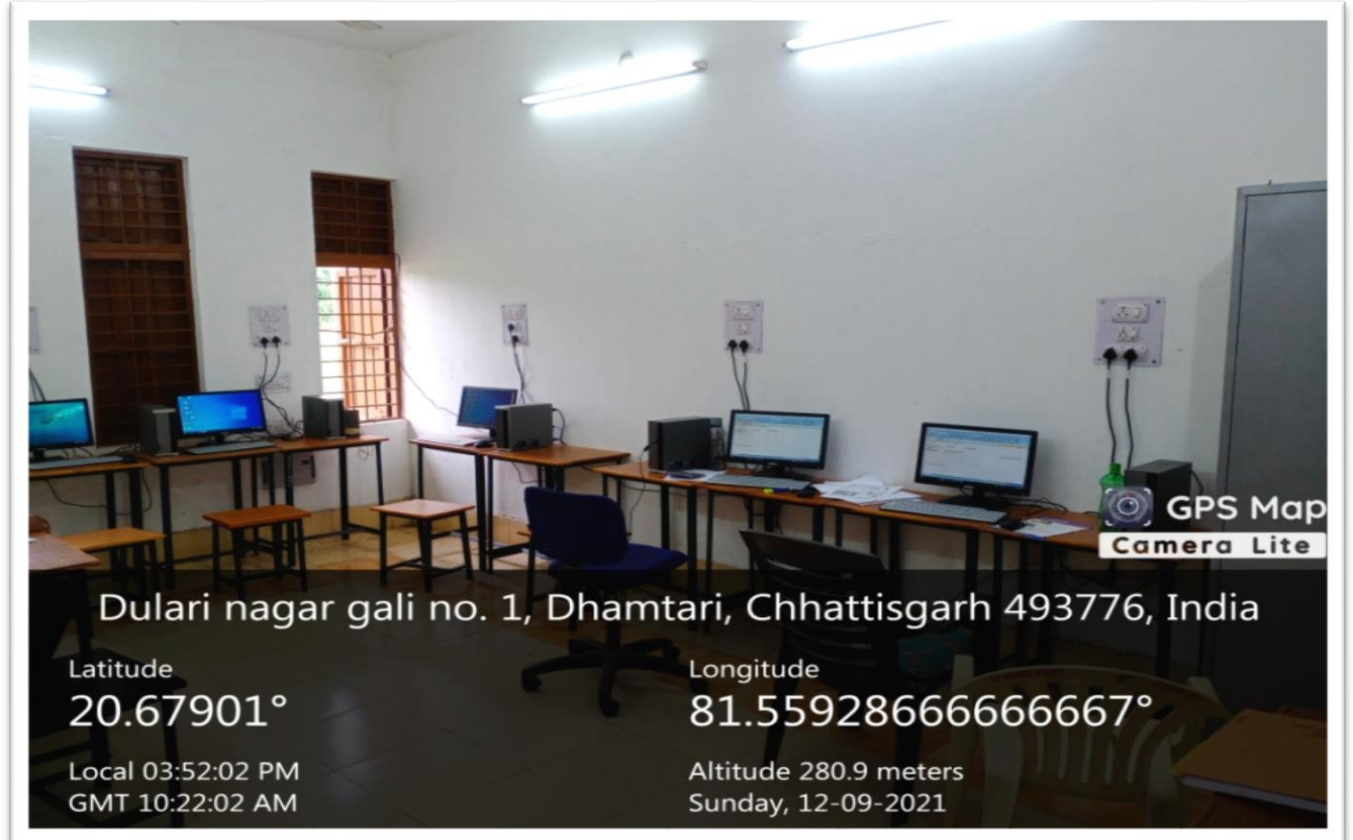 GPS Map
Camera Lite
Dulari nagar gali no. 1, Dhamtari, Chhattisgarh 493776, India
Latitude
20.67901°
Longitude
81.55928666666667°
Local 03:52:02 PM
GMT 10:22:02 AM
Altitude 280.9 meters
Sunday, 12-09-2021